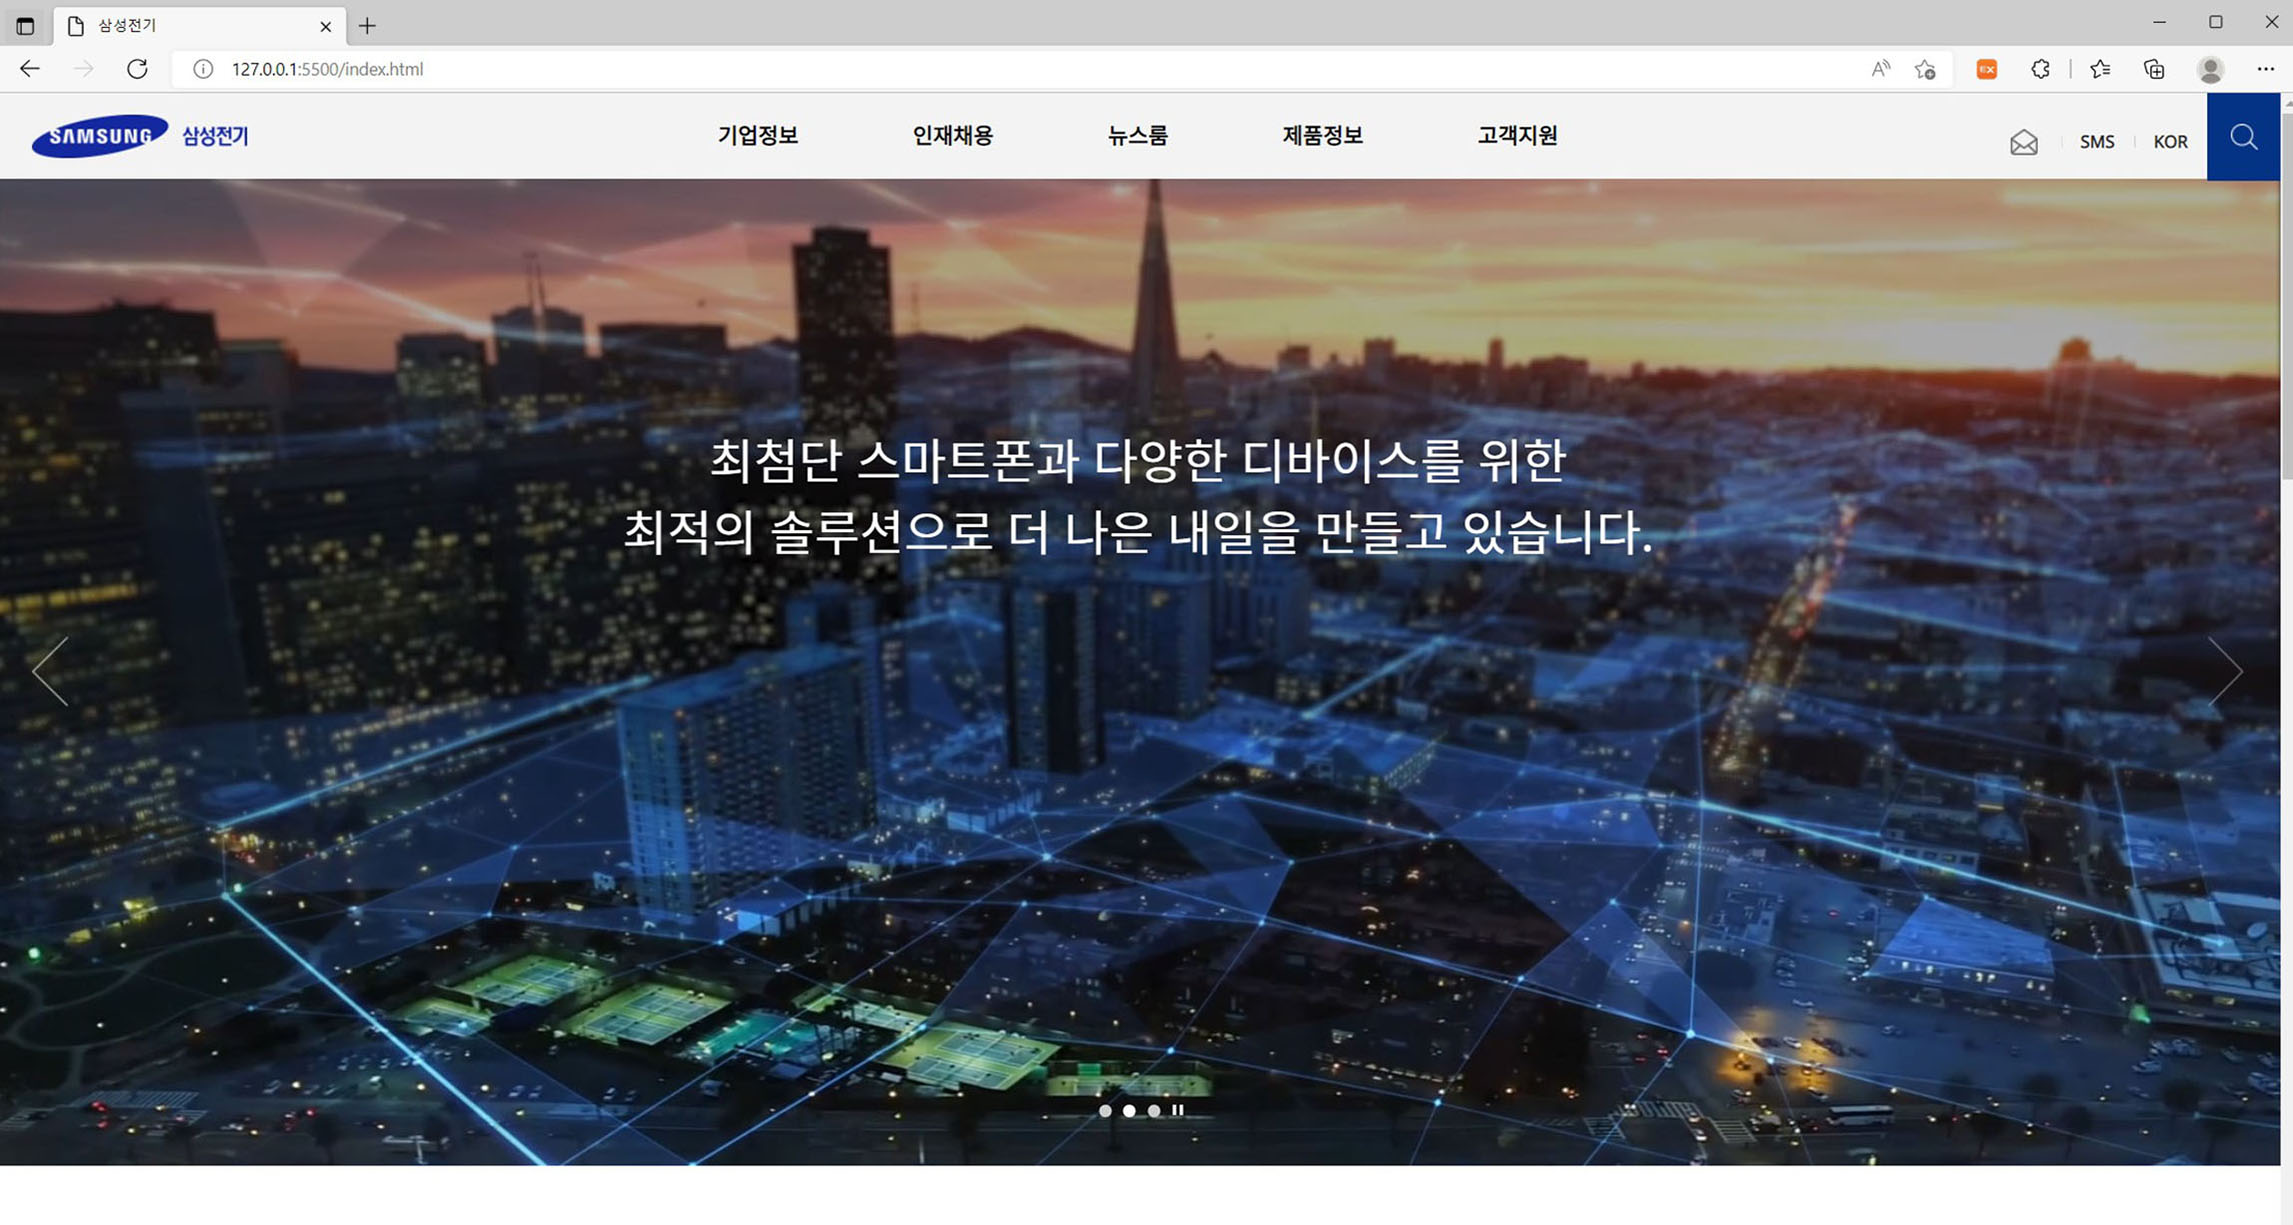 삼성전기
127.0.0.1:5500/index.html
SAMSUNG 삼성전기
기업정보 인재채용 뉴스룸 제품정보 고객지원
SMS KOR
최첨단 스마트폰과 다양한 디바이스를 위한
최적의 솔루션으로 더 나은 내일을 만들고 있습니다.